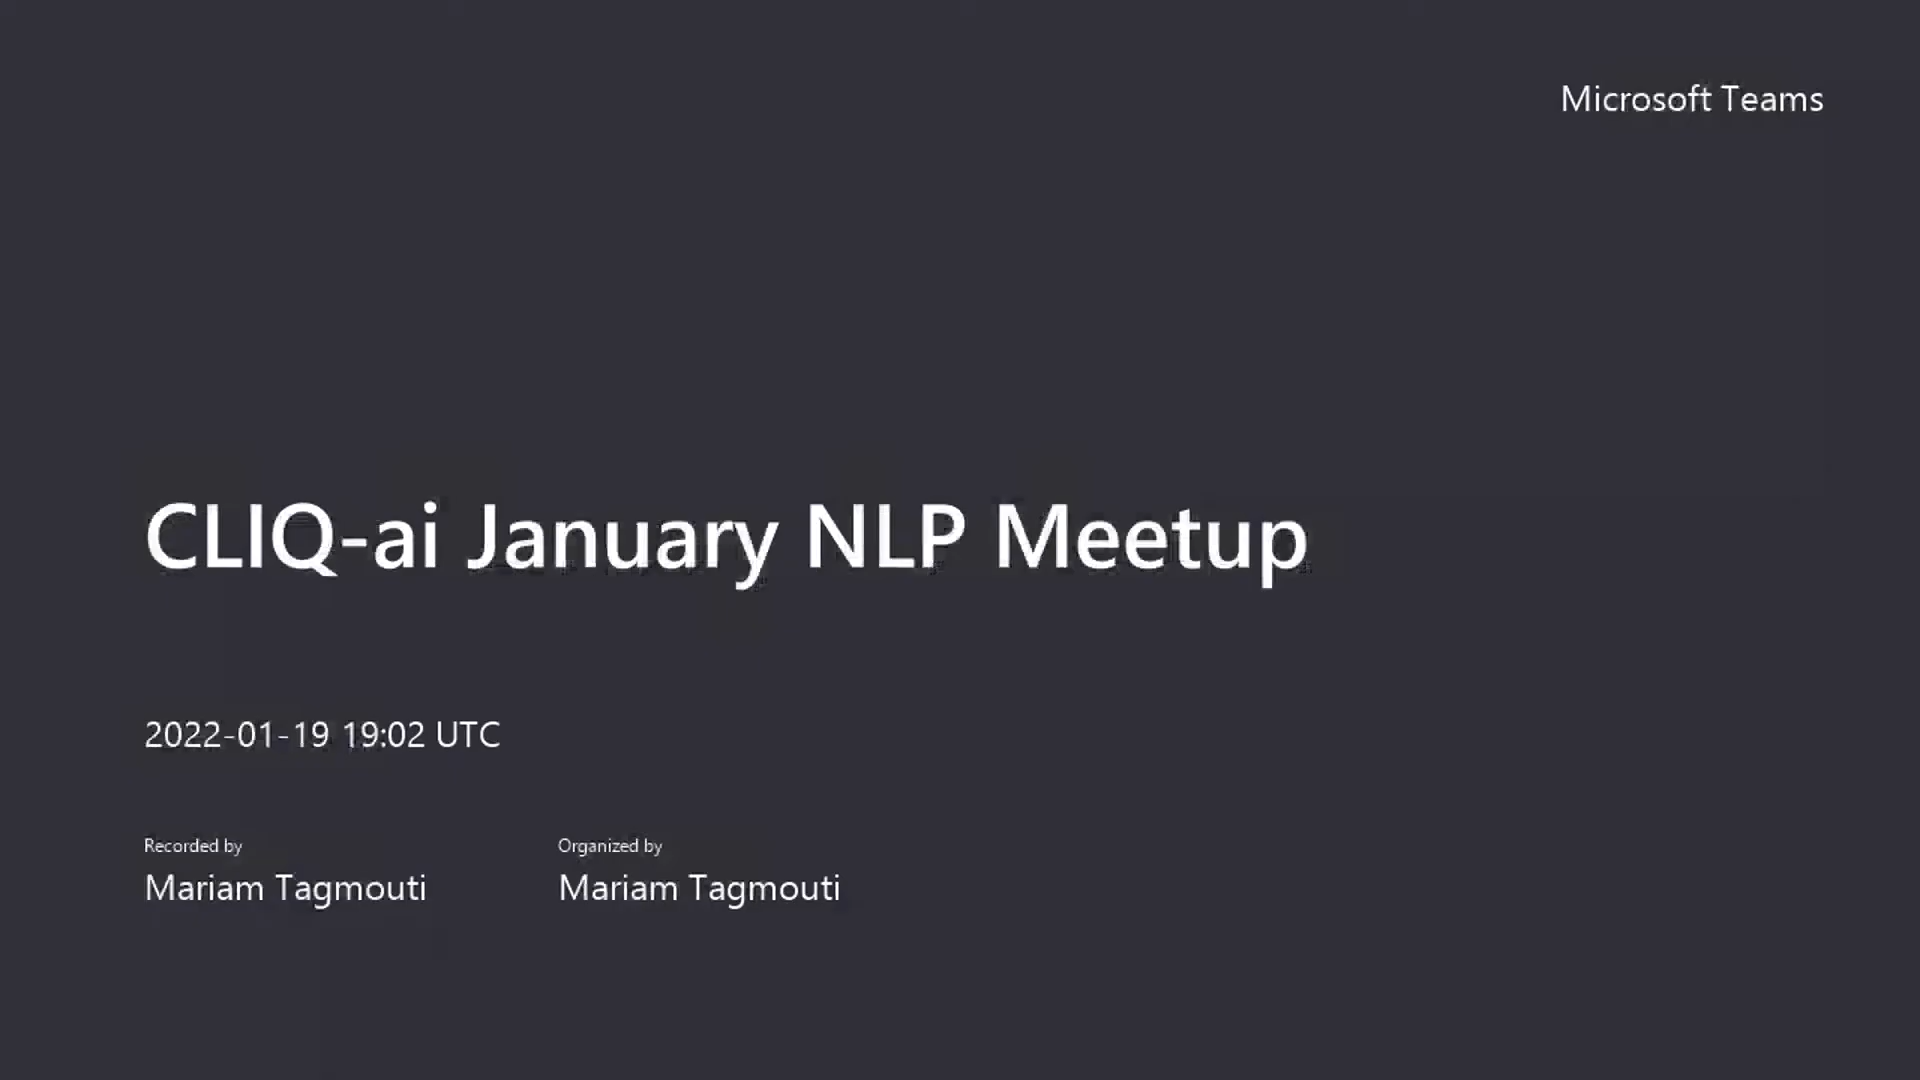 Microsoft Teams
CLIQ-ai January NLP Meetup
2022-01-19 19:02 UTC
Recorded by
Mariam Tagmouti
Organized by
Mariam Tagmouti